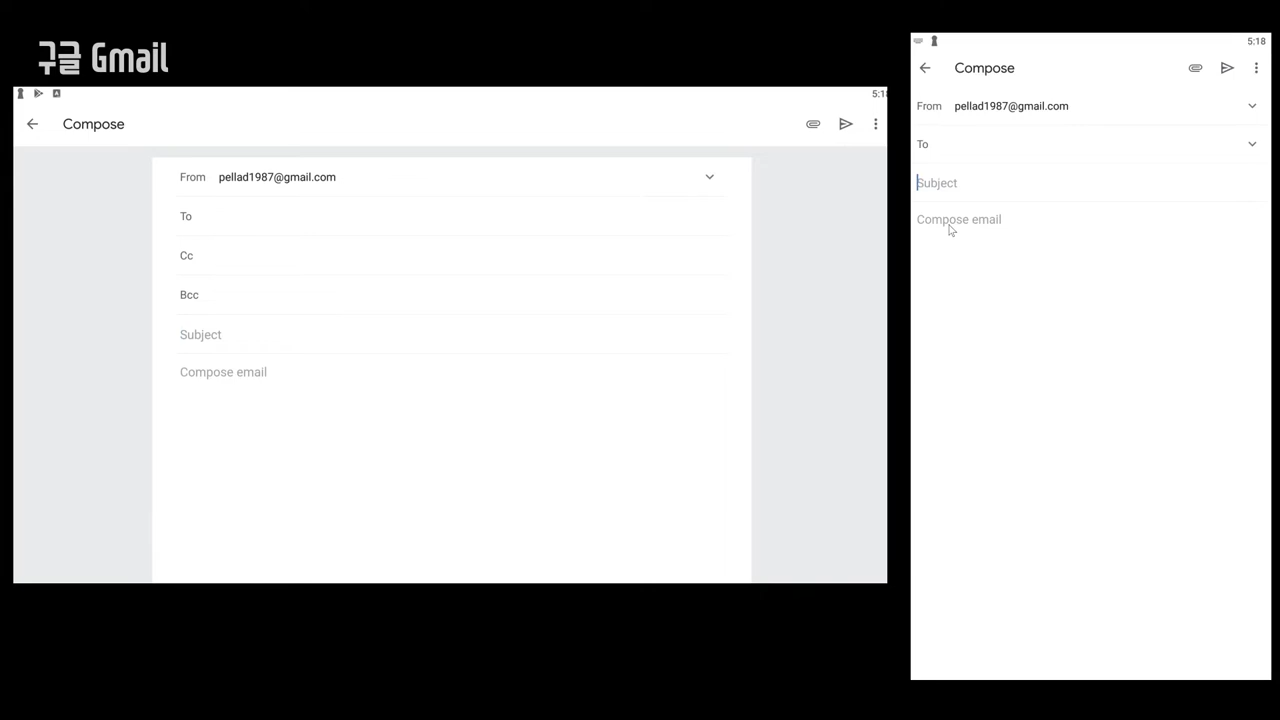 구글 Gmail
5:18
Compose
From pellad1987@gmail.com
To
Cc
Bcc
Subject
Compose email
5:18
Compose
From pellad1987@gmail.com
To
Subject
Compose email